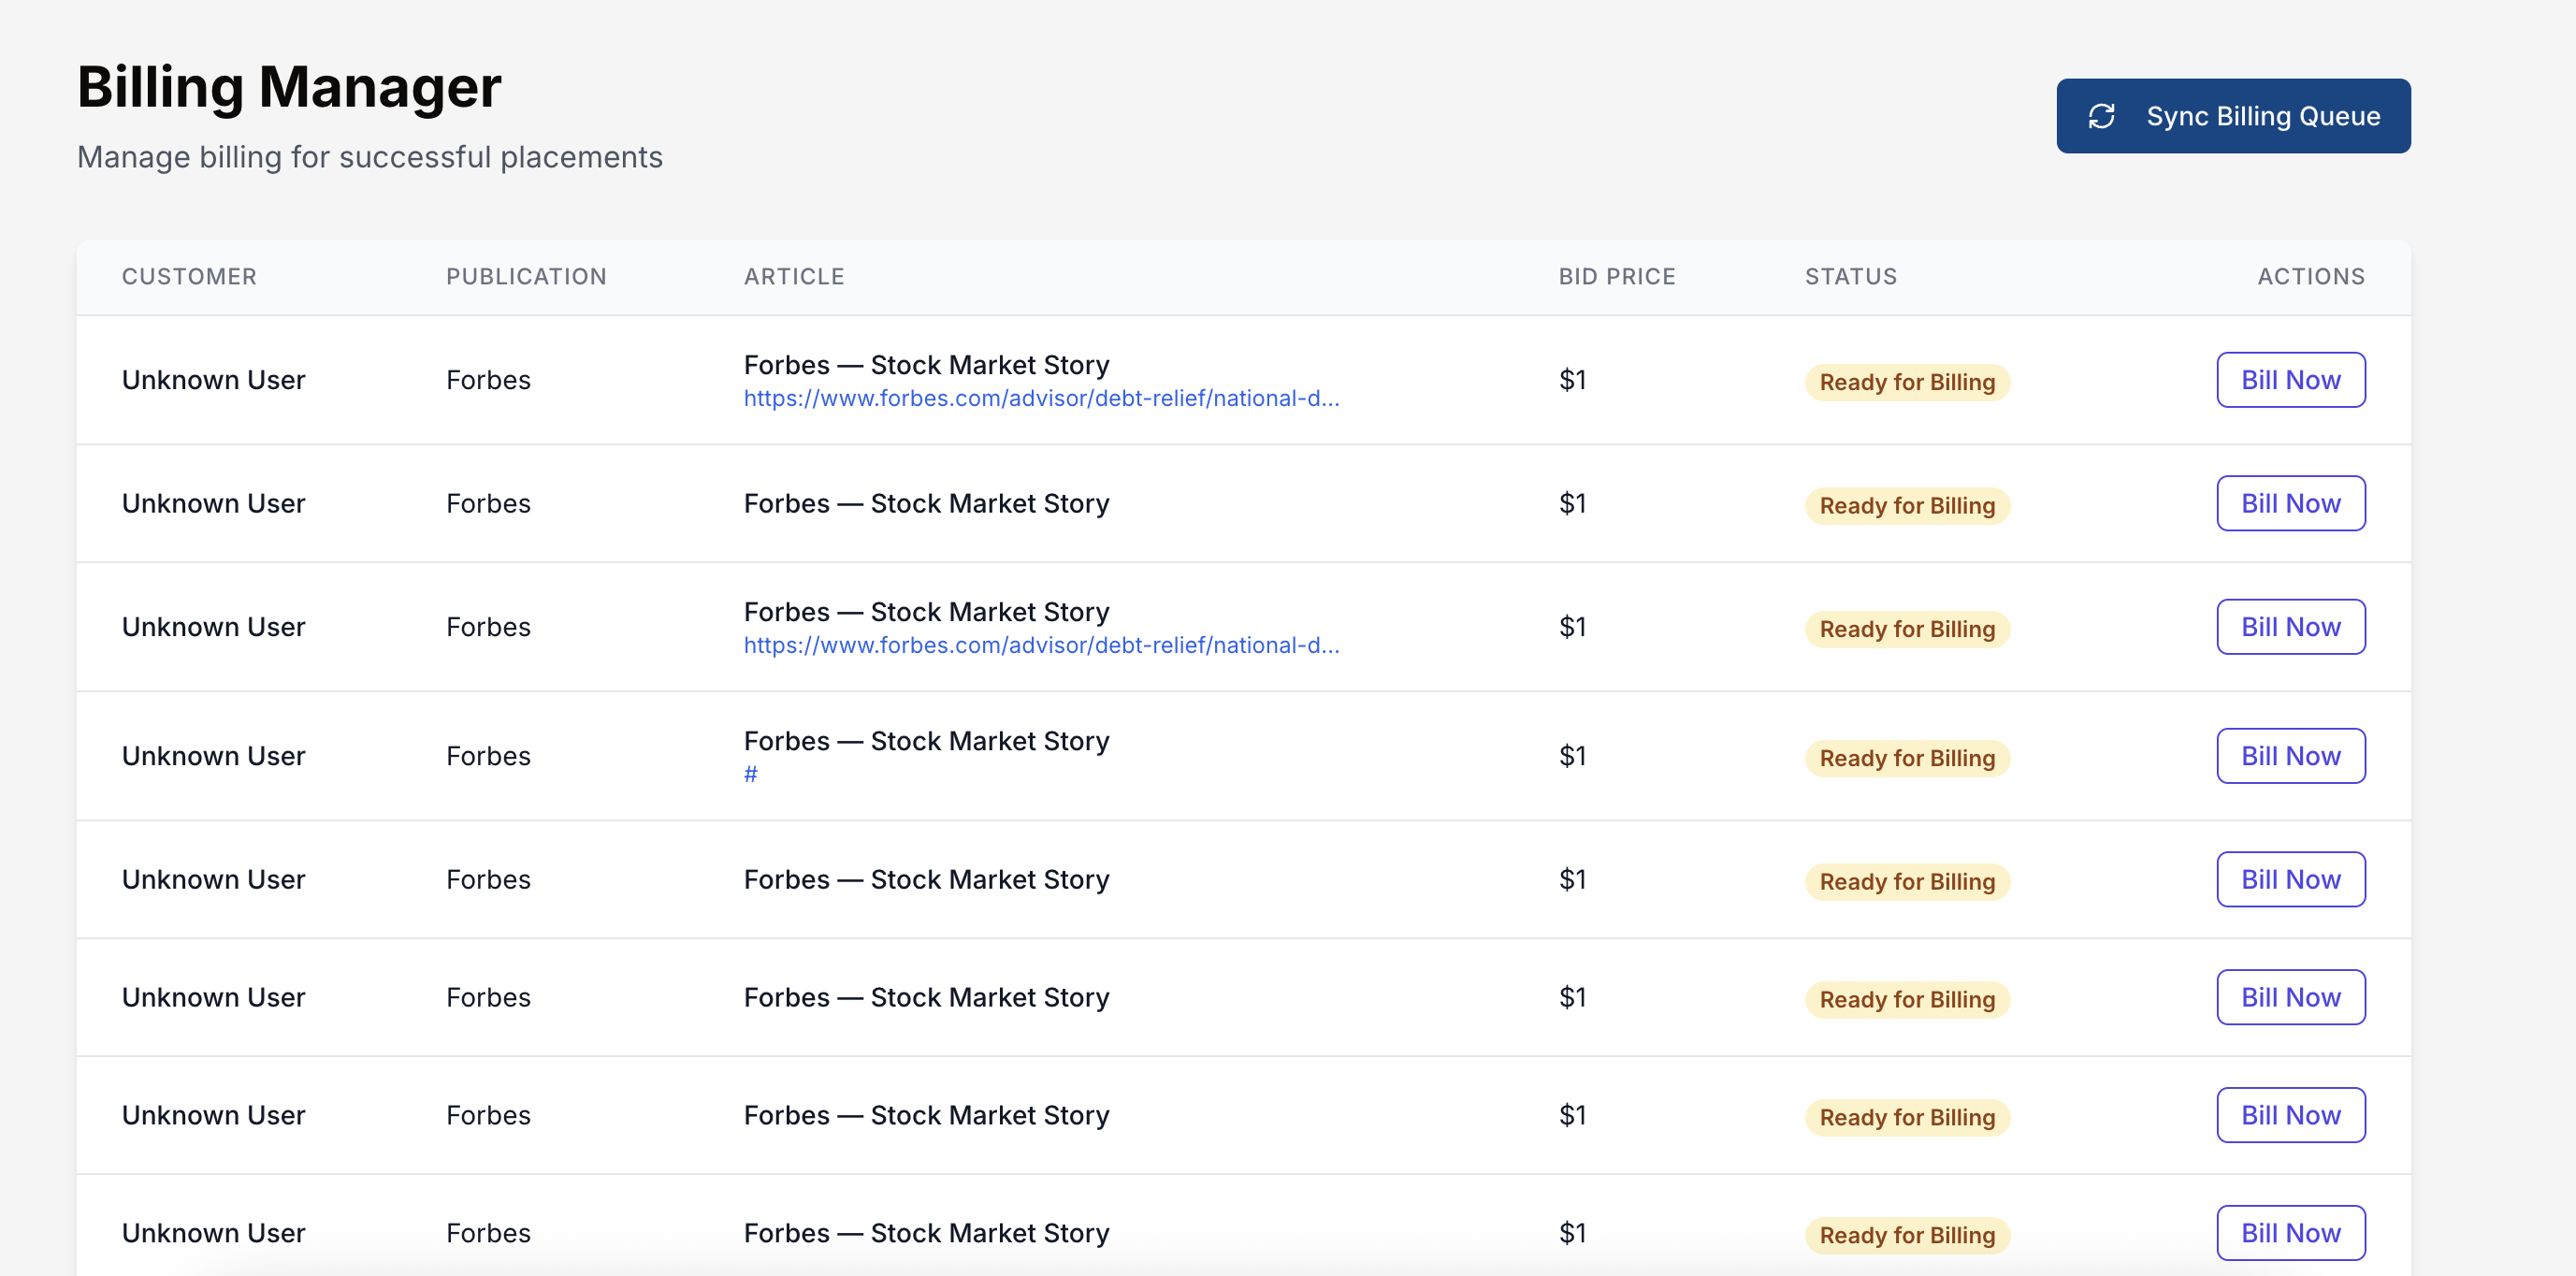 Billing Manager
Manage billing for successful placements
Sync Billing Queue
CUSTOMER PUBLICATION ARTICLE BID PRICE STATUS ACTIONS
Unknown User Forbes Forbes — Stock Market Story $1 Ready for Billing Bill Now
https://www.forbes.com/advisor/debt-relief/national-d...
Unknown User Forbes Forbes — Stock Market Story $1 Ready for Billing Bill Now
Unknown User Forbes Forbes — Stock Market Story $1 Ready for Billing Bill Now
https://www.forbes.com/advisor/debt-relief/national-d...
Unknown User Forbes Forbes — Stock Market Story $1 Ready for Billing Bill Now
#
Unknown User Forbes Forbes — Stock Market Story $1 Ready for Billing Bill Now
Unknown User Forbes Forbes — Stock Market Story $1 Ready for Billing Bill Now
Unknown User Forbes Forbes — Stock Market Story $1 Ready for Billing Bill Now
Unknown User Forbes Forbes — Stock Market Story $1 Ready for Billing Bill Now